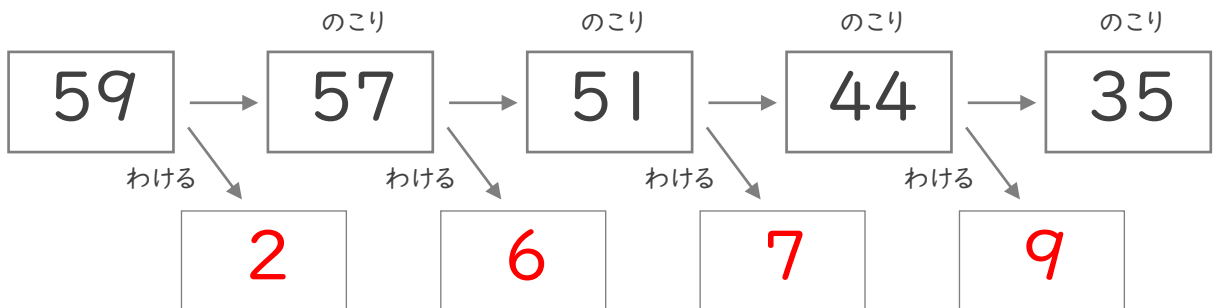 のこり のこり のこり のこり
59 57 51 44 35
わける わける わける わける
2 6 7 9